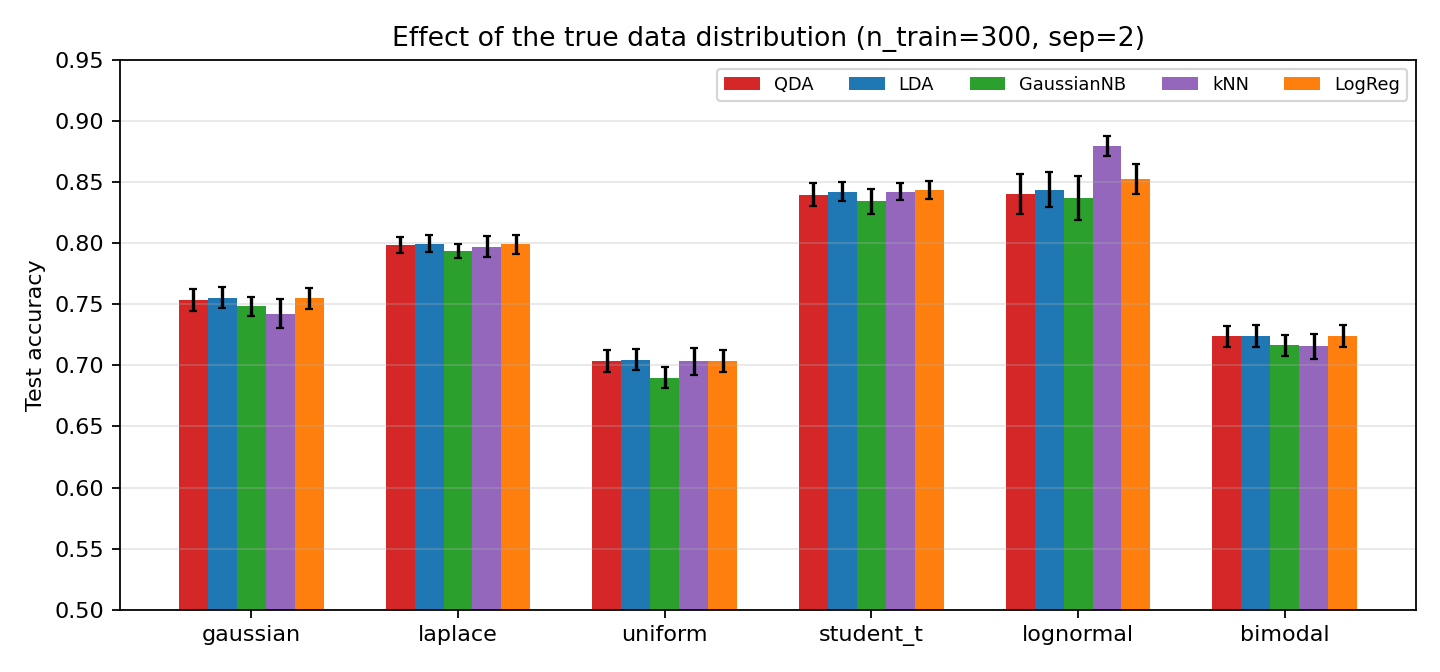 Effect of the true data distribution (n_train=300, sep=2)
QDA LDA GaussianNB kNN LogReg
Test accuracy
0.95
0.90
0.85
0.80
0.75
0.70
0.65
0.60
0.55
0.50
gaussian laplace uniform student_t lognormal bimodal